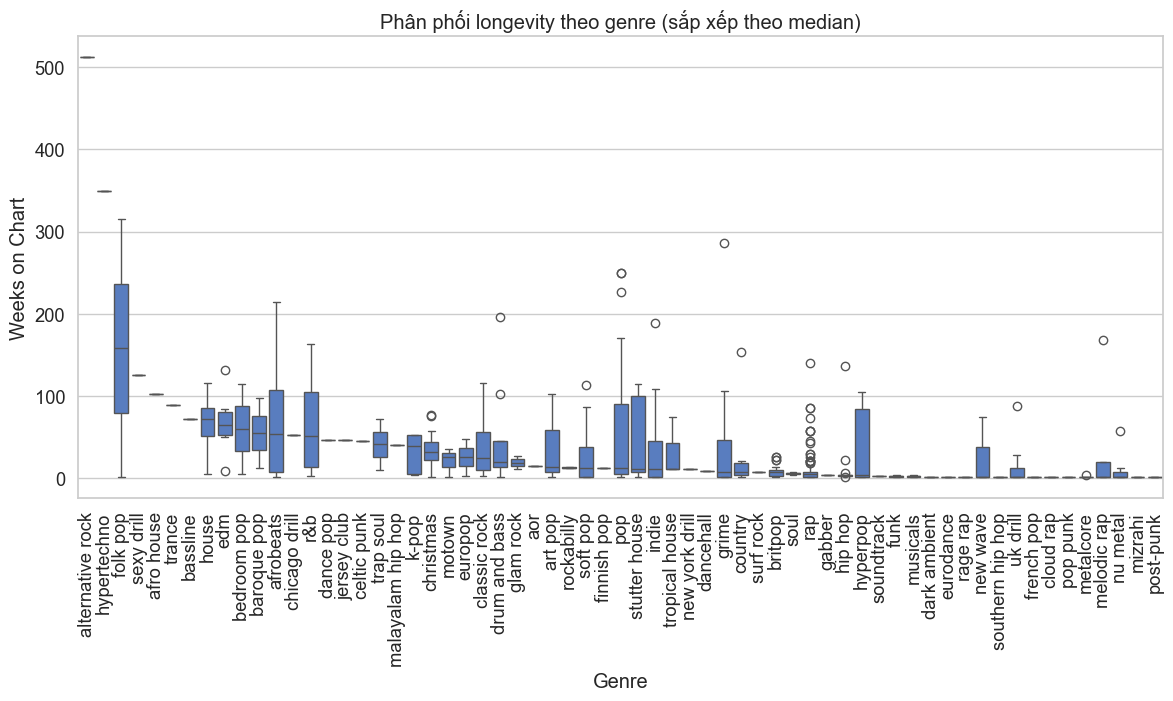 Phân phối longevity theo genre (sắp xếp theo median)
Weeks on Chart
500
400
300
200
100
0
alternative rock
hypertechno
folk pop
sexy drill
afro house
trance
bassline
house
edm
bedroom pop
baroque pop
afrobeats
chicago drill
r&b
dance pop
jersey club
celtic punk
trap soul
malayalam hip hop
k-pop
christmas
motown
europop
classic rock
drum and bass
glam rock
aor
art pop
rockabilly
soft pop
finnish pop
pop
stutter house
indie
tropical house
new york drill
dancehall
grime
country
surf rock
britpop
soul
rap
gabber
hip hop
hyperpop
soundtrack
funk
musicals
dark ambient
eurodance
rage rap
new wave
southern hip hop
uk drill
french pop
cloud rap
pop punk
metalcore
melodic rap
nu metal
mizrahi
post-punk
Genre